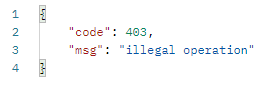 1 {
2 "code": 403,
3 "msg": "illegal operation"
4 }